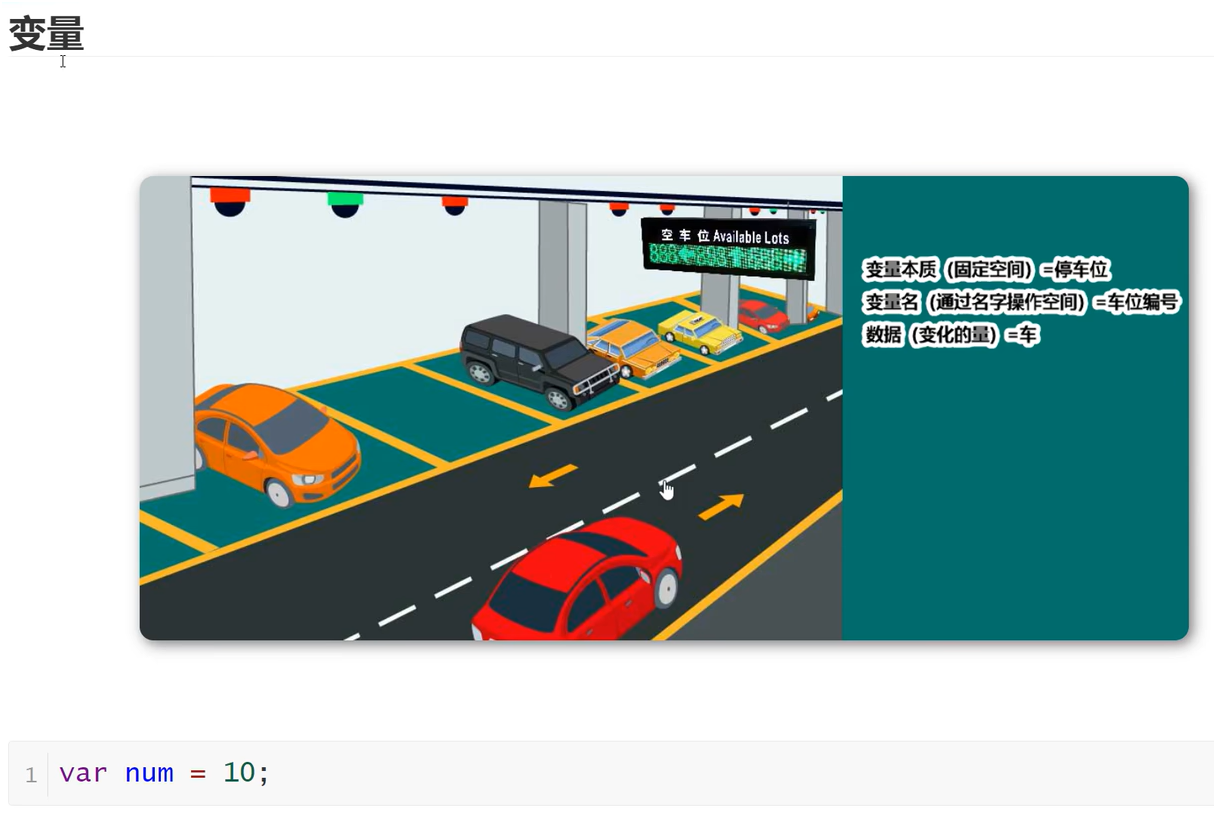 变量
空 车 位 Available Lots
变量本质（固定空间）=停车位
变量名（通过名字操作空间）=车位编号
数据（变化的量）=车
1 var num = 10;